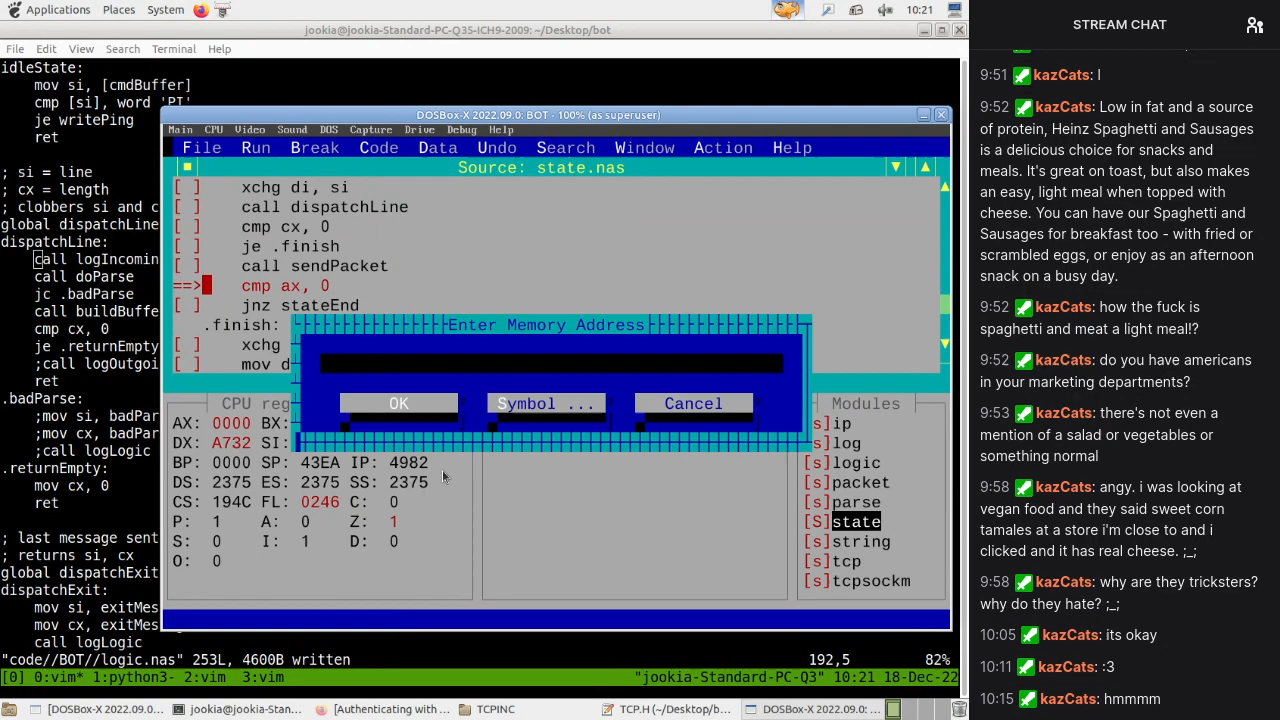 Applications Places System 10:21
jookia@jookia-Standard-PC-Q35-ICH9-2009: ~/Desktop/bot
File Edit View Search Terminal Help
idleState:
mov si, [cmdBuffer]
cmp [si], word 'PI'
je writePing
ret
; si = line
; cx = length
; clobbers si and c
global dispatchLine
dispatchLine:
call logIncomin
call doParse
jc .badParse
call buildBuffe
cmp cx, 0
je .returnEmpty
;call logOutgoi
ret
.badParse:
;mov si, badPar
;mov cx, badPar
;call logLogic
.returnEmpty:
mov cx, 0
ret
; last message sent
; returns si, cx
global dispatchExit
dispatchExit:
mov si, exitMes
mov cx, exitMes
call logLogic
"code//BOT//logic.nas" 253L, 4600B written 192,5 82%
[0] 0:vim* 1:python3- 2:vim 3:vim "jookia-Standard-PC-Q3" 10:21 18-Dec-22
DOSBox-X 2022.09.0: BOT - 100% (as superuser)
Main CPU Video Sound DOS Capture Drive Debug Help
File Run Break Code Data Undo Search Window Action Help
Source: state.nas
[ ] xchg di, si
[ ] call dispatchLine
[ ] cmp cx, 0
[ ] je .finish
[ ] call sendPacket
==> cmp ax, 0
[ ] jnz stateEnd
.finish:
[ ] xchg
[ ] mov d
Enter Memory Address
OK Symbol ... Cancel
CPU reg
AX: 0000 BX:
DX: A732 SI:
BP: 0000 SP: 43EA IP: 4982
DS: 2375 ES: 2375 SS: 2375
CS: 194C FL: 0246 C: 0
P: 1 A: 0 Z: 1
S: 0 I: 1 D: 0
O: 0
Modules
[s]ip
[s]log
[s]logic
[s]packet
[s]parse
[S]state
[s]string
[s]tcp
[s]tcpsockm
[DOSBox-X 2022.09.0... jookia@jookia-Stan... [Authenticating with ... TCPINC TCP.H (~/Desktop/b... DOSBox-X 2022.09.0: ...
STREAM CHAT
9:51 kazCats: I
9:52 kazCats: Low in fat and a source
of protein, Heinz Spaghetti and Sausages
is a delicious choice for snacks and
meals. It's great on toast, but also makes
an easy, light meal when topped with
cheese. You can have our Spaghetti and
Sausages for breakfast too - with fried or
scrambled eggs, or enjoy as an afternoon
snack on a busy day.
9:52 kazCats: how the fuck is
spaghetti and meat a light meal!?
9:52 kazCats: do you have americans
in your marketing departments?
9:53 kazCats: there's not even a
mention of a salad or vegetables or
something normal
9:58 kazCats: angy. i was looking at
vegan food and they said sweet corn
tamales at a store i'm close to and i
clicked and it has real cheese. ;_;
9:58 kazCats: why are they tricksters?
why do they hate? ;_;
10:05 kazCats: its okay
10:11 kazCats: :3
10:15 kazCats: hmmmm